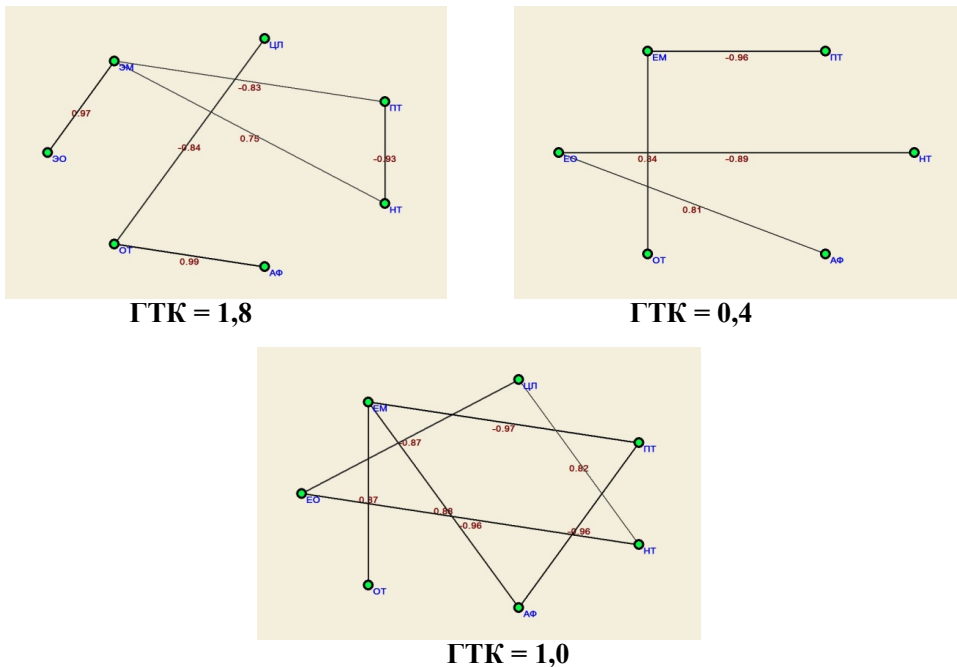 ЦЛ
ЭМ
-0.83
ПТ
0.97
0.75
-0.84
-0.93
ЭО
НТ
ОТ
0.99
АФ
ГТК = 1,8
ЕМ
-0.96
ПТ
ЕО
0.84
-0.89
НТ
0.81
ОТ
АФ
ГТК = 0,4
ЦЛ
ЕМ
-0.97
-0.87
ПТ
0.82
ЕО
0.87
0.88
-0.96
-0.96
НТ
ОТ
АФ
ГТК = 1,0